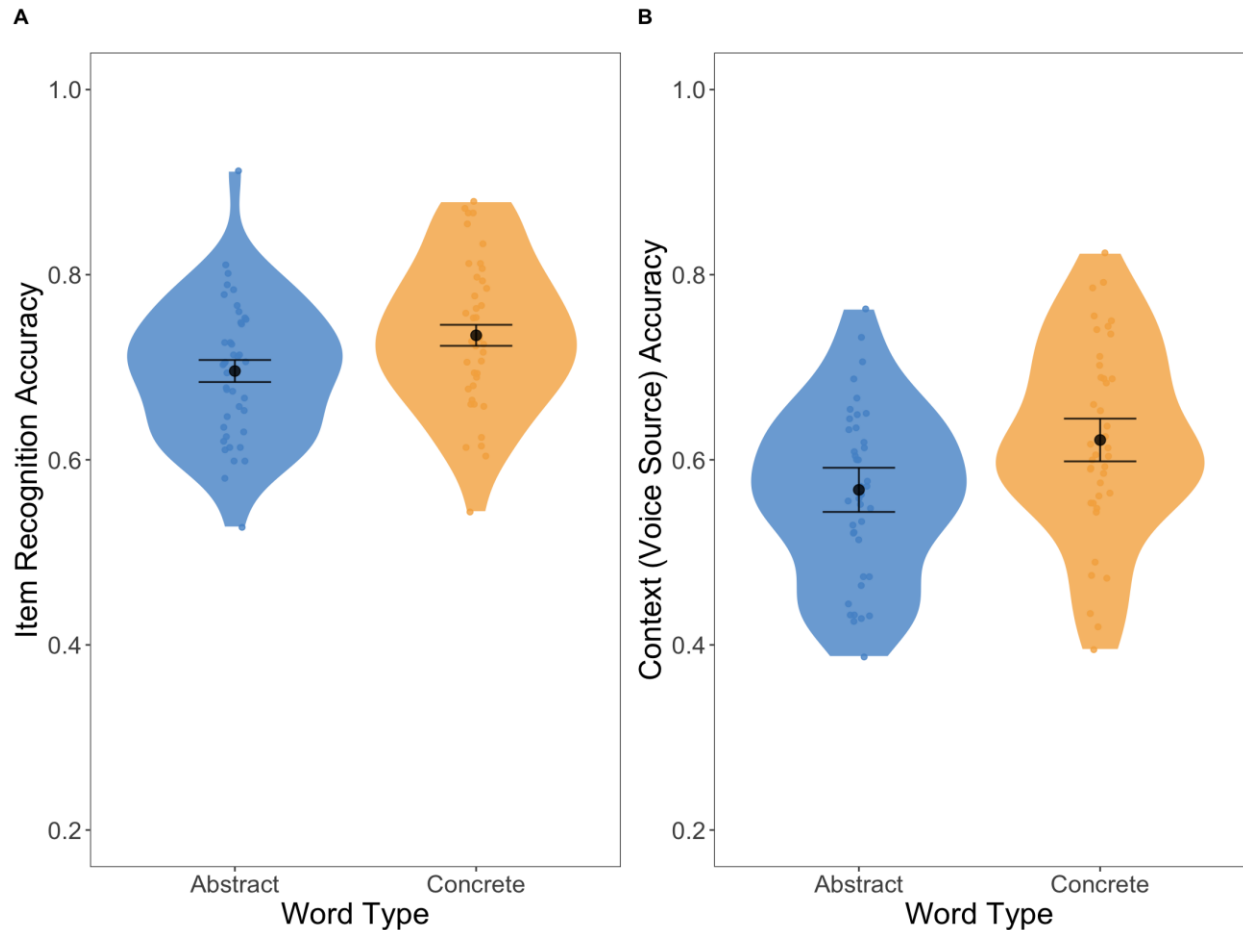 A
Item Recognition Accuracy
1.0
0.8
0.6
0.4
0.2
Abstract
Concrete
Word Type
B
Context (Voice Source) Accuracy
1.0
0.8
0.6
0.4
0.2
Abstract
Concrete
Word Type